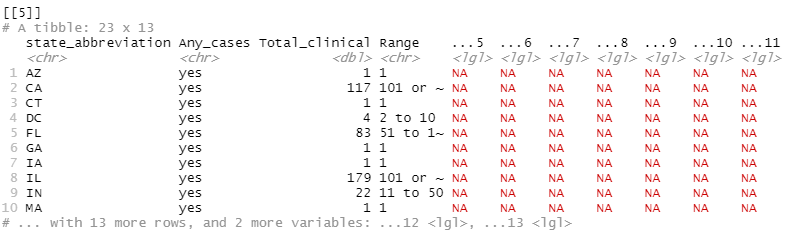 [[5]]
# A tibble: 23 x 13
state_abbreviation Any_cases Total_clinical Range ...5 ...6 ...7 ...8 ...9 ...10 ...11
<chr> <chr> <dbl> <chr> <lgl> <lgl> <lgl> <lgl> <lgl> <lgl> <lgl>
1 AZ yes 1 1 NA NA NA NA NA NA NA
2 CA yes 117 101 or ~ NA NA NA NA NA NA NA
3 CT yes 1 1 NA NA NA NA NA NA NA
4 DC yes 4 2 to 10 NA NA NA NA NA NA NA
5 FL yes 83 51 to 1~ NA NA NA NA NA NA NA
6 GA yes 1 1 NA NA NA NA NA NA NA
7 IA yes 1 1 NA NA NA NA NA NA NA
8 IL yes 179 101 or ~ NA NA NA NA NA NA NA
9 IN yes 22 11 to 50 NA NA NA NA NA NA NA
10 MA yes 1 1 NA NA NA NA NA NA NA
# ... with 13 more rows, and 2 more variables: ...12 <lgl>, ...13 <lgl>